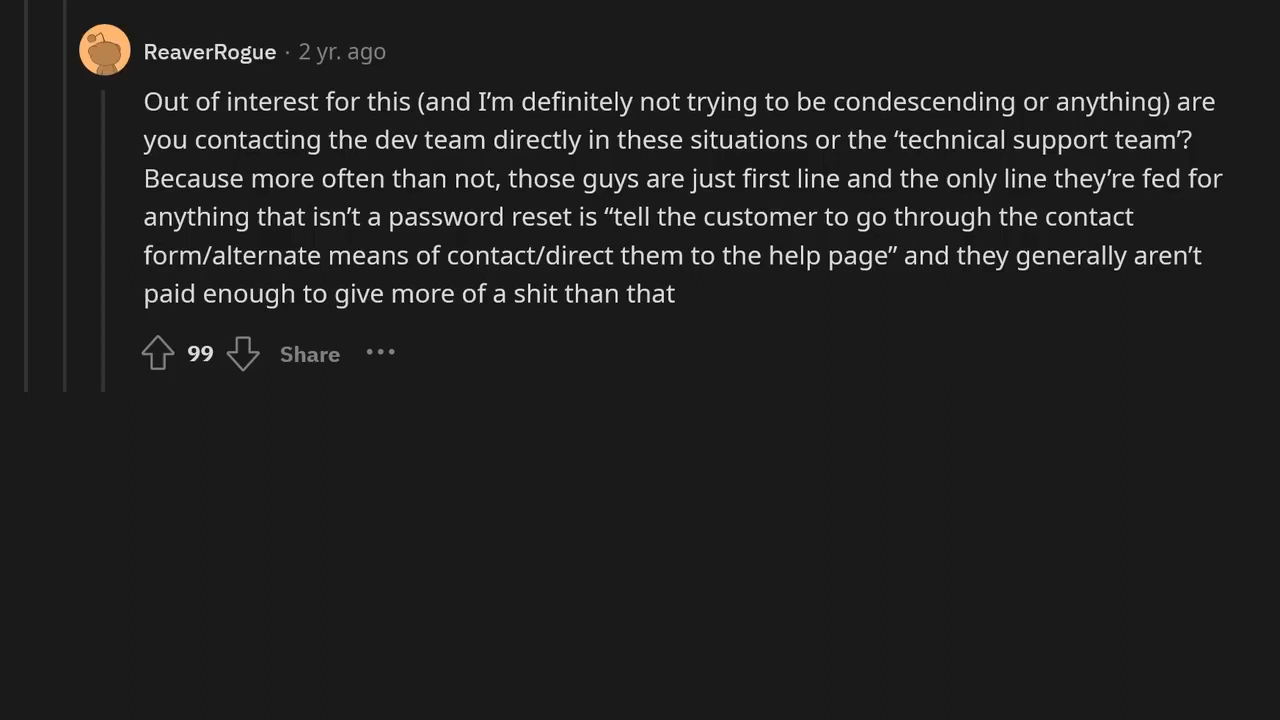 ReaverRogue · 2 yr. ago
Out of interest for this (and I’m definitely not trying to be condescending or anything) are
you contacting the dev team directly in these situations or the ‘technical support team’?
Because more often than not, those guys are just first line and the only line they’re fed for
anything that isn’t a password reset is “tell the customer to go through the contact
form/alternate means of contact/direct them to the help page” and they generally aren’t
paid enough to give more of a shit than that
99 Share